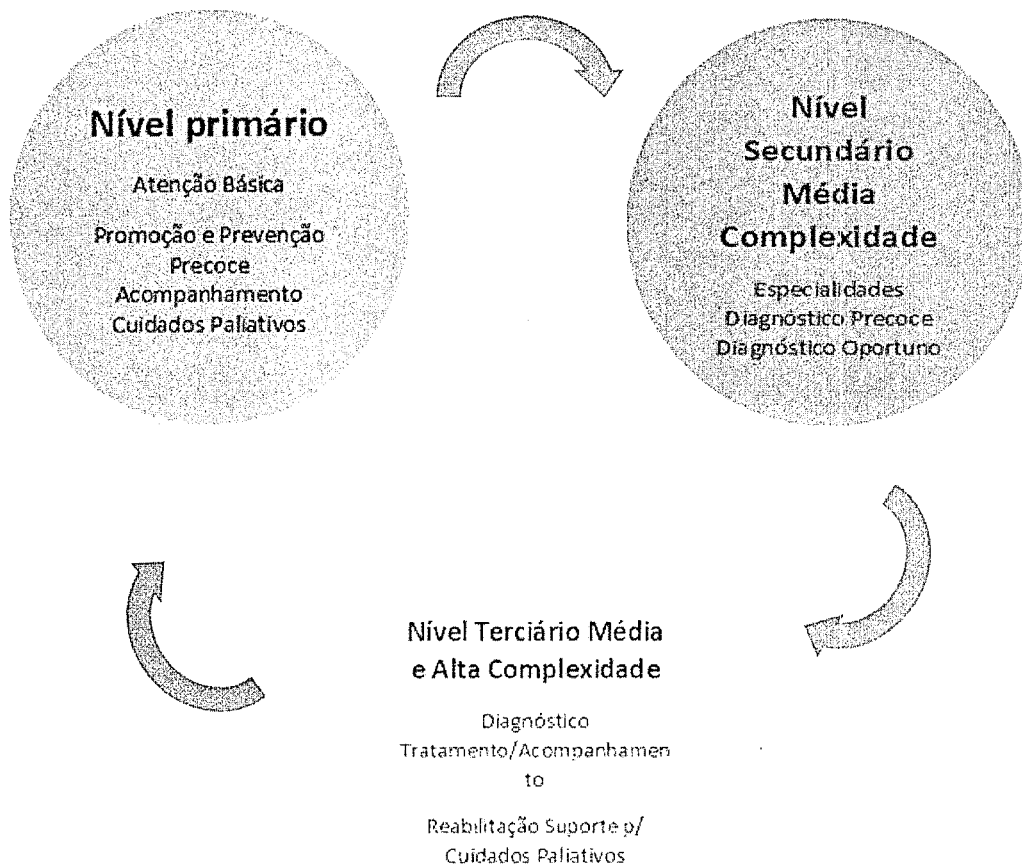 Nível primário
Atenção Básica
Promoção e Prevenção
Precoce
Acompanhamento
Cuidados Paliativos
Nível
Secundário
Média
Complexidade
Especialidades
Diagnóstico Precoce
Diagnóstico Oportuno
Nível Terciário Média
e Alta Complexidade
Diagnóstico
Tratamento/Acompanhamen
to
Reabilitação Suporte p/
Cuidados Paliativos